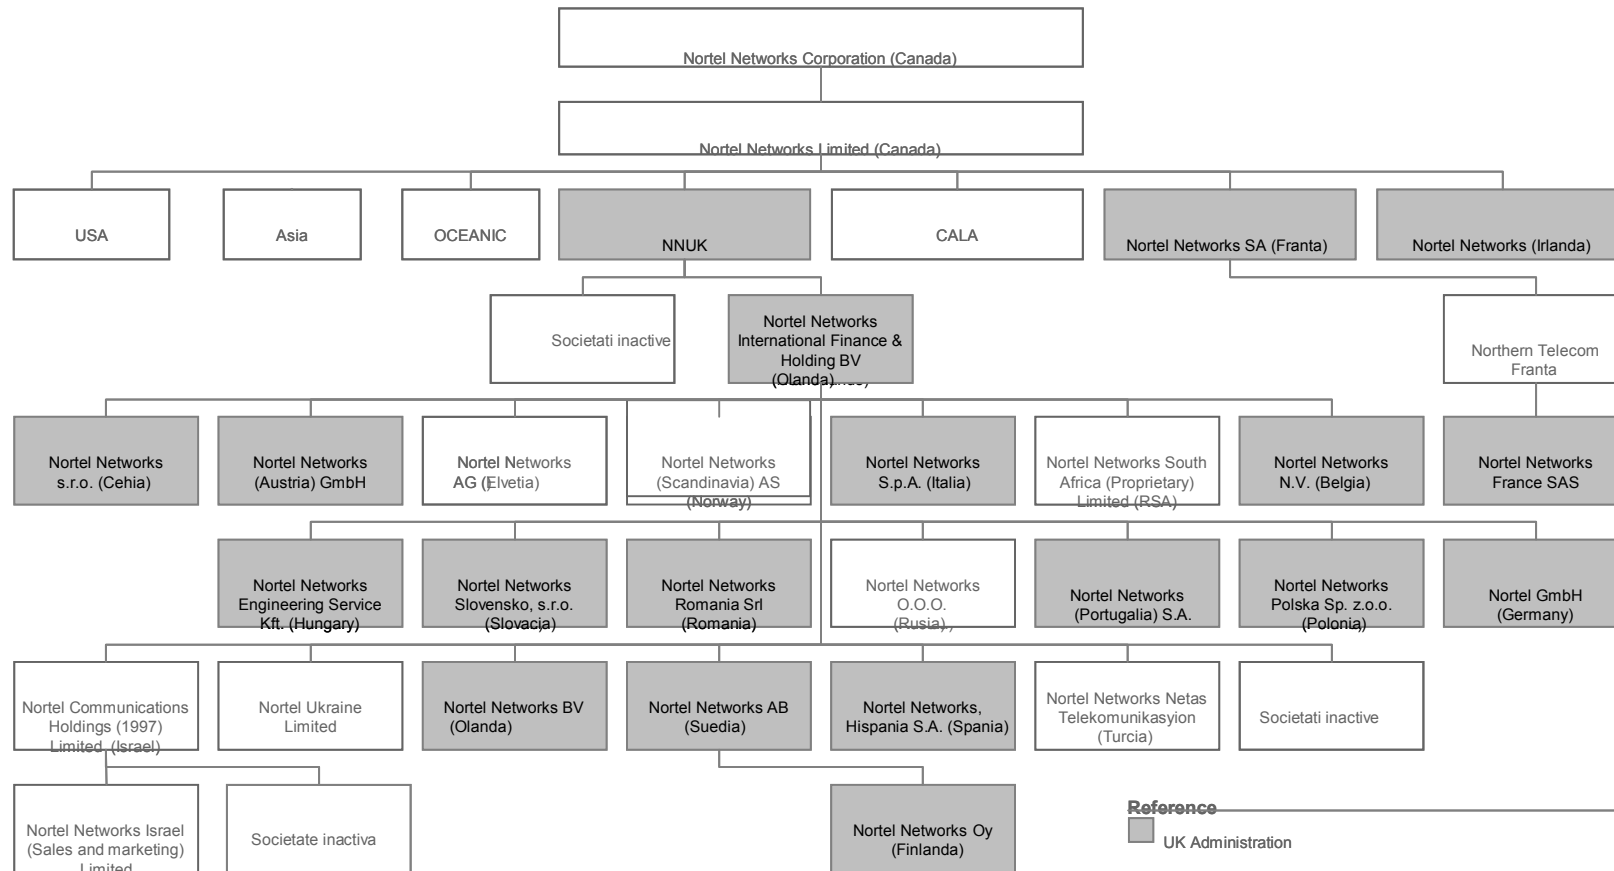 Nortel Networks Corporation (Canada)
Nortel Networks Limited (Canada)
USA
Asia
OCEANIC
NNUK
CALA
Nortel Networks SA (Franta)
Nortel Networks (Irlanda)
Societati inactive
Nortel Networks
International Finance &
Holding BV
(Olanda)
Northern Telecom
Franta
Nortel Networks
s.r.o. (Cehia)
Nortel Networks
(Austria) GmbH
Nortel Networks
AG (Elvetia)
Nortel Networks
(Scandinavia) AS
(Norway)
Nortel Networks
S.p.A. (Italia)
Nortel Networks South
Africa (Proprietary)
Limited (RSA)
Nortel Networks
N.V. (Belgia)
Nortel Networks
France SAS
Nortel Networks
Engineering Service
Kft. (Hungary)
Nortel Networks
Slovensko, s.r.o.
(Slovacia)
Nortel Networks
Romania Srl
(Romania)
Nortel Networks
O.O.O.
(Rusia)
Nortel Networks
(Portugalia) S.A.
Nortel Networks
Polska Sp. z.o.o.
(Polonia)
Nortel GmbH
(Germany)
Nortel Communications
Holdings (1997)
Limited (Israel)
Nortel Ukraine
Limited
Nortel Networks BV
(Olanda)
Nortel Networks AB
(Suedia)
Nortel Networks,
Hispania S.A. (Spania)
Nortel Networks Netas
Telekomunikasyion
(Turcia)
Societati inactive
Nortel Networks Israel
(Sales and marketing)
Limited
Societate inactiva
Nortel Networks Oy
(Finlanda)
Reference
UK Administration